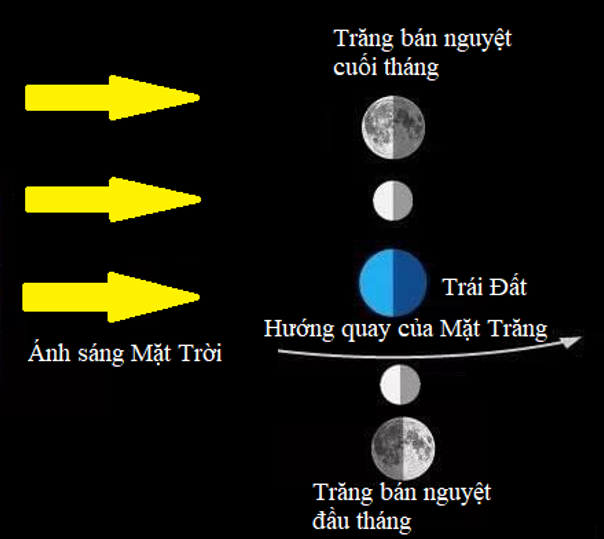 Trăng bán nguyệt
cuối tháng
Trái Đất
Hướng quay của Mặt Trăng
Ánh sáng Mặt Trời
Trăng bán nguyệt
đầu tháng